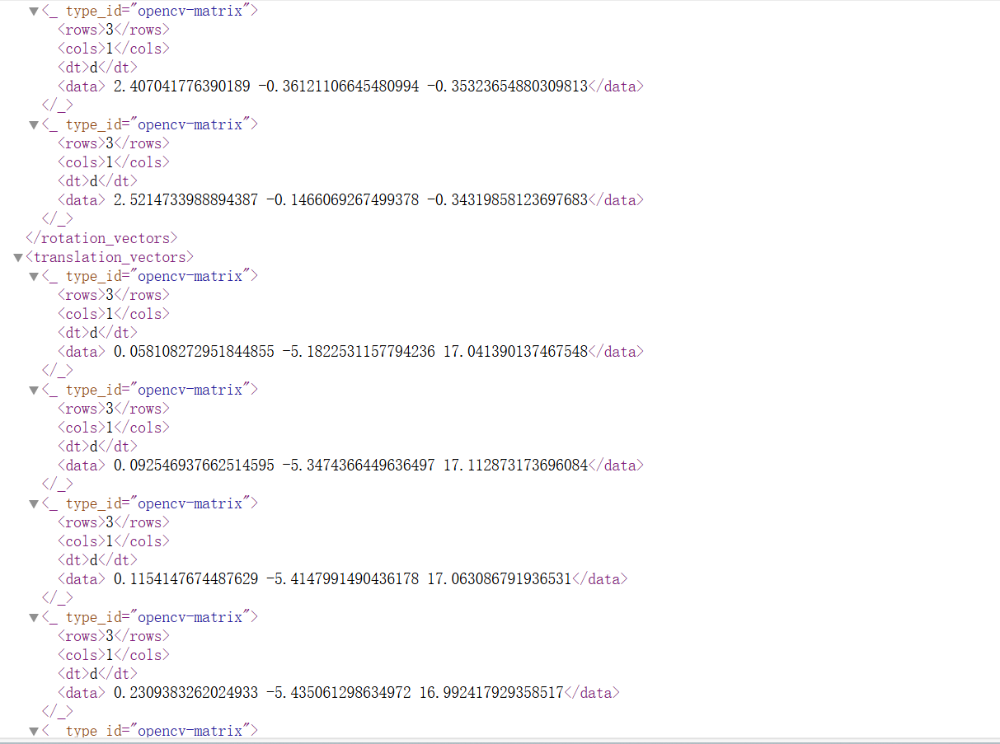 ▼<_ type_id="opencv-matrix">
<rows>3</rows>
<cols>1</cols>
<dt>d</dt>
<data> 2.407041776390189 -0.36121106645480994 -0.35323654880309813</data>
</_>
▼<_ type_id="opencv-matrix">
<rows>3</rows>
<cols>1</cols>
<dt>d</dt>
<data> 2.5214733988894387 -0.1466069267499378 -0.34319858123697683</data>
</_>
</rotation_vectors>
▼<translation_vectors>
▼<_ type_id="opencv-matrix">
<rows>3</rows>
<cols>1</cols>
<dt>d</dt>
<data> 0.058108272951844855 -5.1822531157794236 17.041390137467548</data>
</_>
▼<_ type_id="opencv-matrix">
<rows>3</rows>
<cols>1</cols>
<dt>d</dt>
<data> 0.092546937662514595 -5.3474366449636497 17.112873173696084</data>
</_>
▼<_ type_id="opencv-matrix">
<rows>3</rows>
<cols>1</cols>
<dt>d</dt>
<data> 0.1154147674487629 -5.4147991490436178 17.063086791936531</data>
</_>
▼<_ type_id="opencv-matrix">
<rows>3</rows>
<cols>1</cols>
<dt>d</dt>
<data> 0.2309383262024933 -5.435061298634972 16.992417929358517</data>
</_>
▼<_ type_id="opencv-matrix">